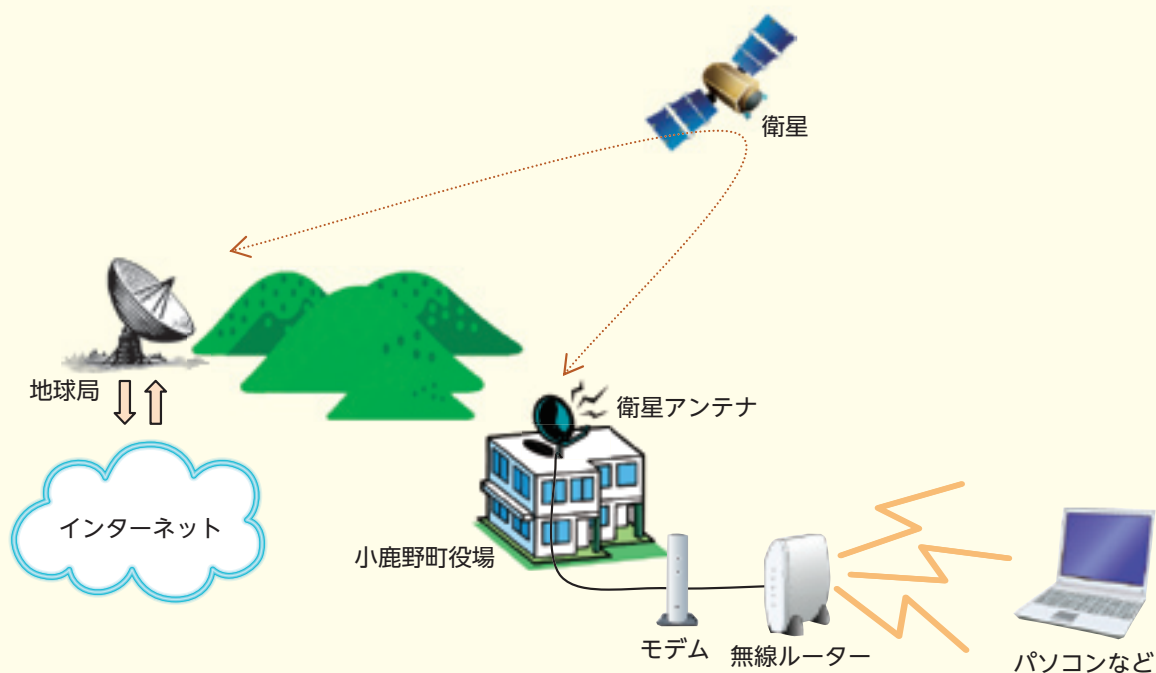 衛星
地球局
衛星アンテナ
インターネット
小鹿野町役場
モデム
無線ルーター
パソコンなど